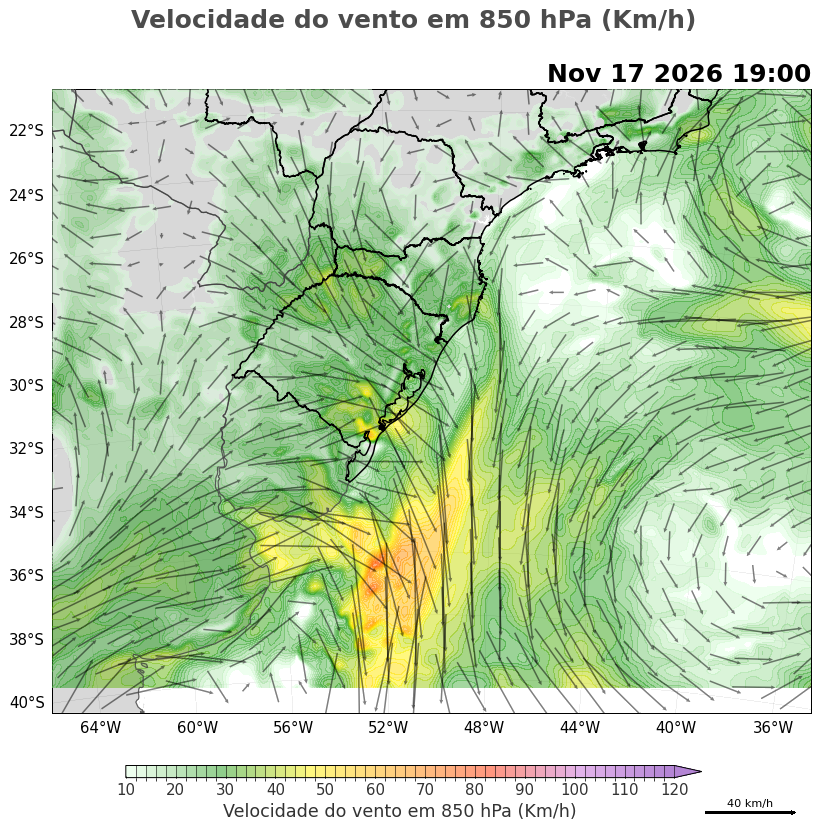 Velocidade do vento em 850 hPa (Km/h)
Nov 17 2026 19:00
22°S
24°S
26°S
28°S
30°S
32°S
34°S
36°S
38°S
40°S
64°W 60°W 56°W 52°W 48°W 44°W 40°W 36°W
10 20 30 40 50 60 70 80 90 100 110 120
Velocidade do vento em 850 hPa (Km/h)
40 km/h